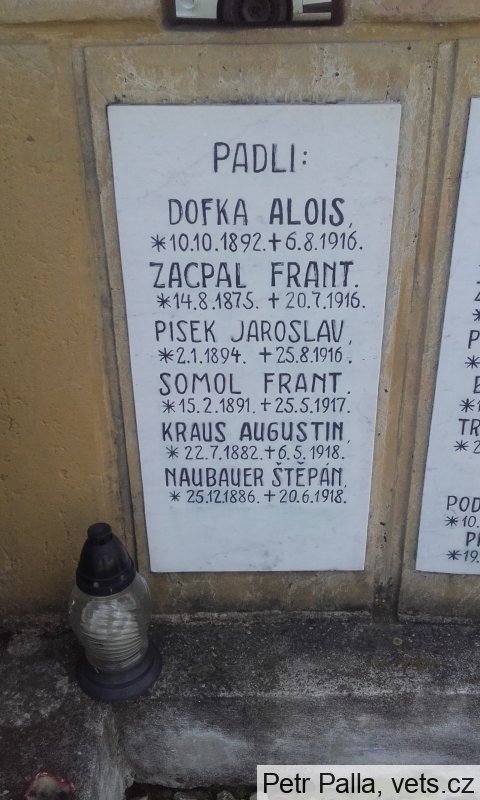 PADLI:
DOFKA ALOIS,
*10.10.1892. ✝ 6.8.1916.
ZACPAL FRANT.
*14.8.1875. ✝ 20.7.1916.
PISEK JAROSLAV,
*2.1.1894. ✝ 25.8.1916.
SOMOL FRANT.
*15.2.1891. ✝ 25.5.1917.
KRAUS AUGUSTIN,
* 22.7.1882. ✝ 6.5.1918.
NAUBAUER ŠTĚPÁN,
* 25.12.1886. ✝ 20.6.1918.
Petr Palla, vets.cz